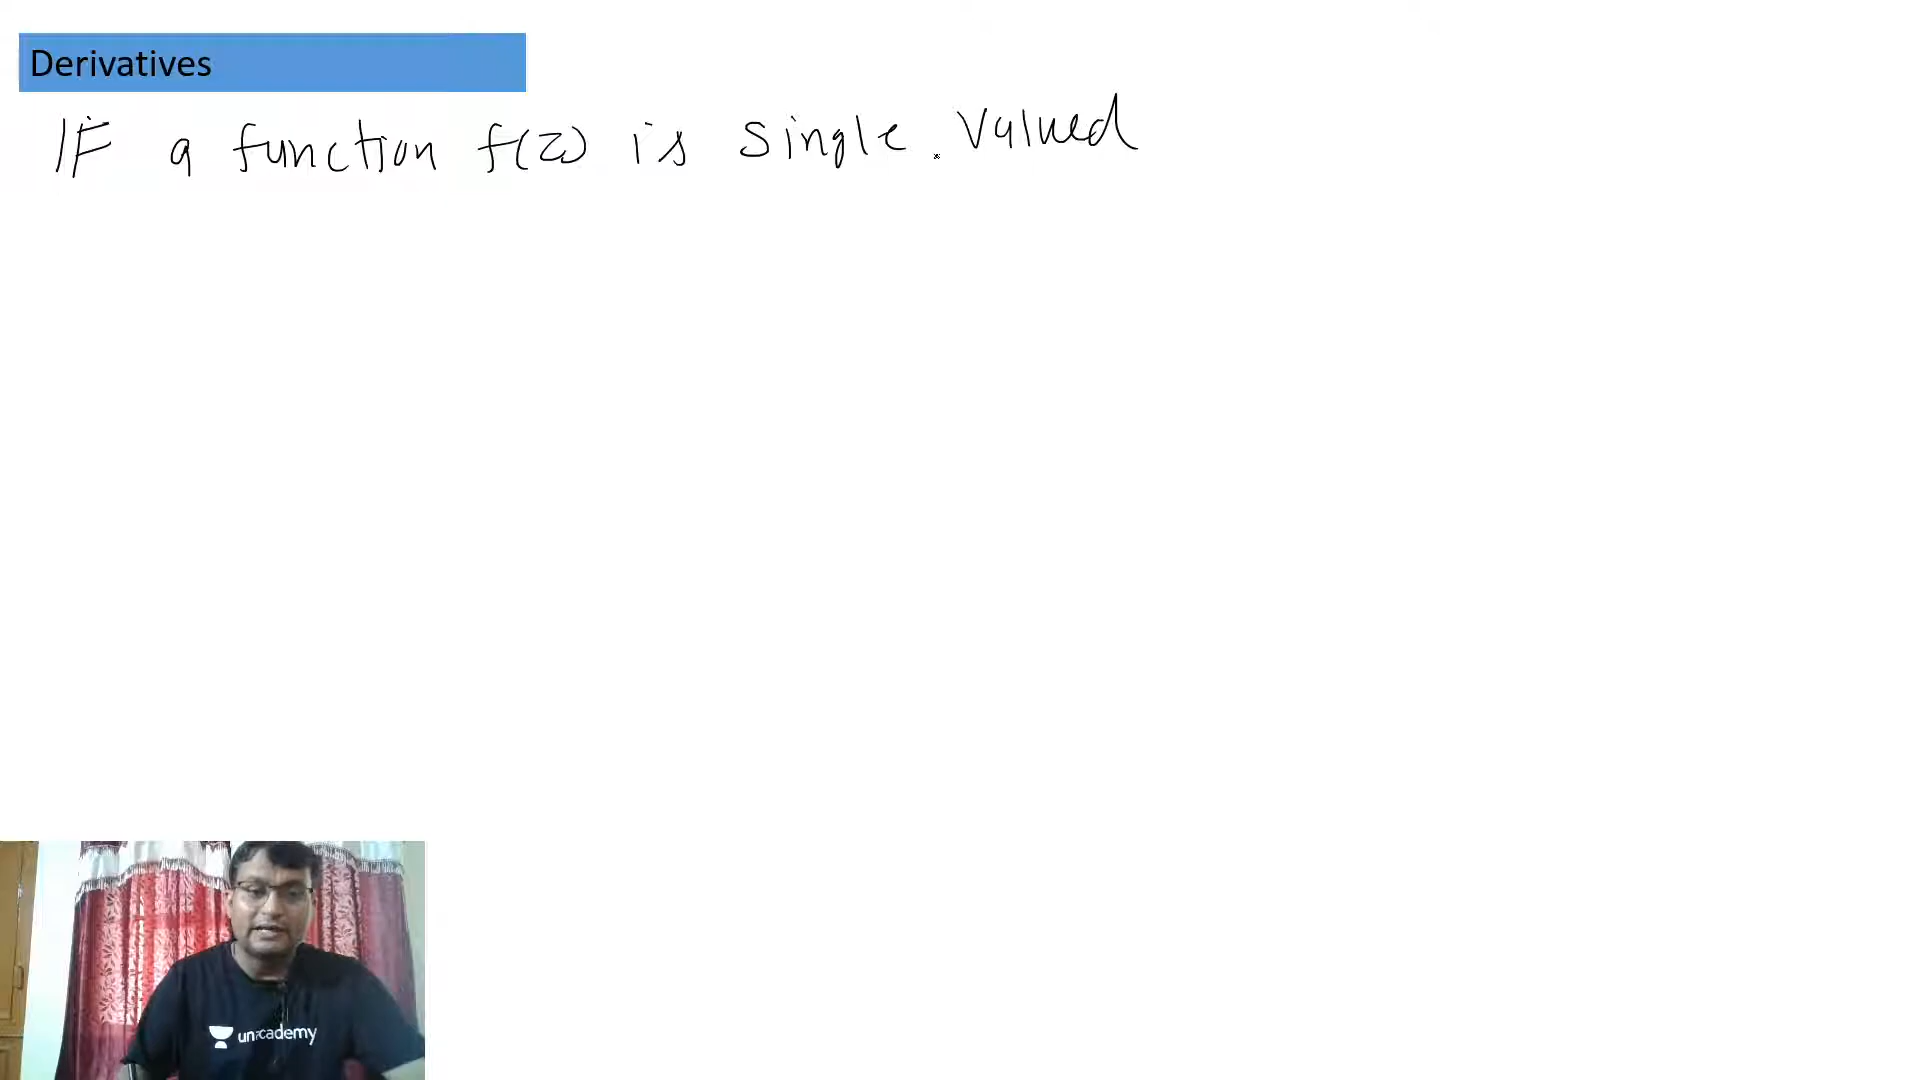 Derivatives
IF a function f(z) is single. valued
unacademy